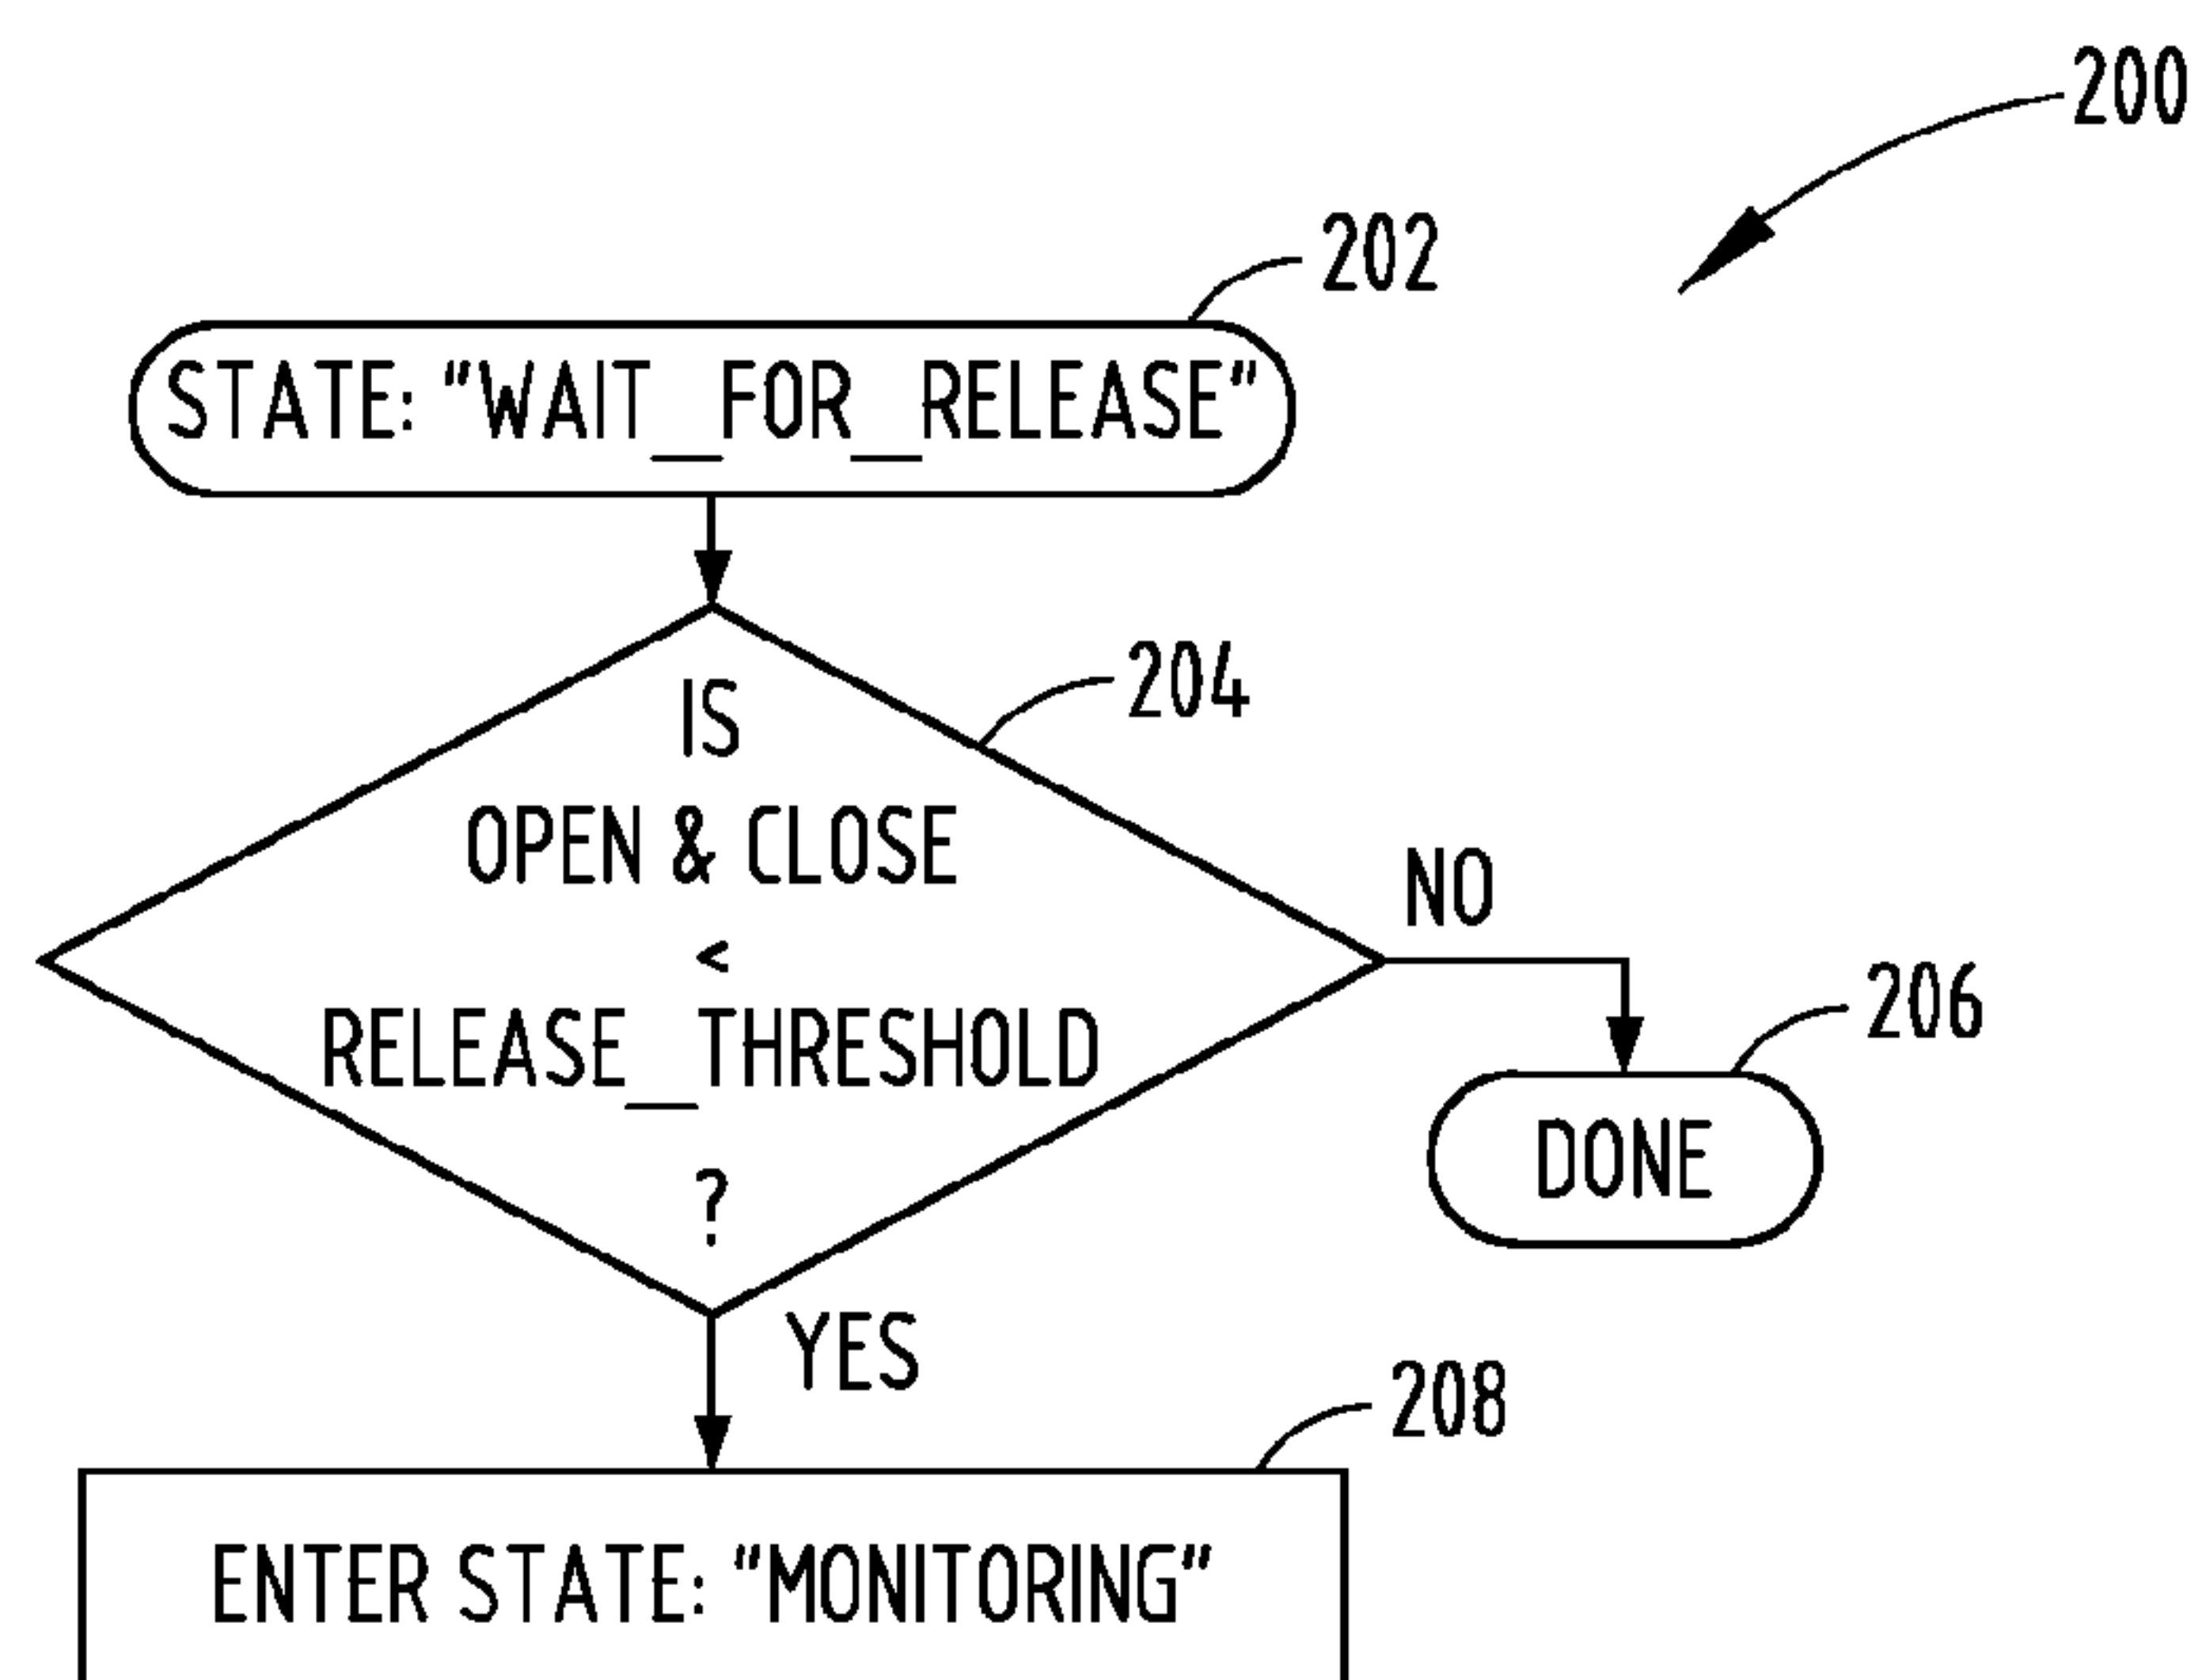 200
202
STATE: "WAIT_FOR_RELEASE"
204
IS
OPEN & CLOSE
<
RELEASE_THRESHOLD
?
NO
206
DONE
YES
208
ENTER STATE: "MONITORING"